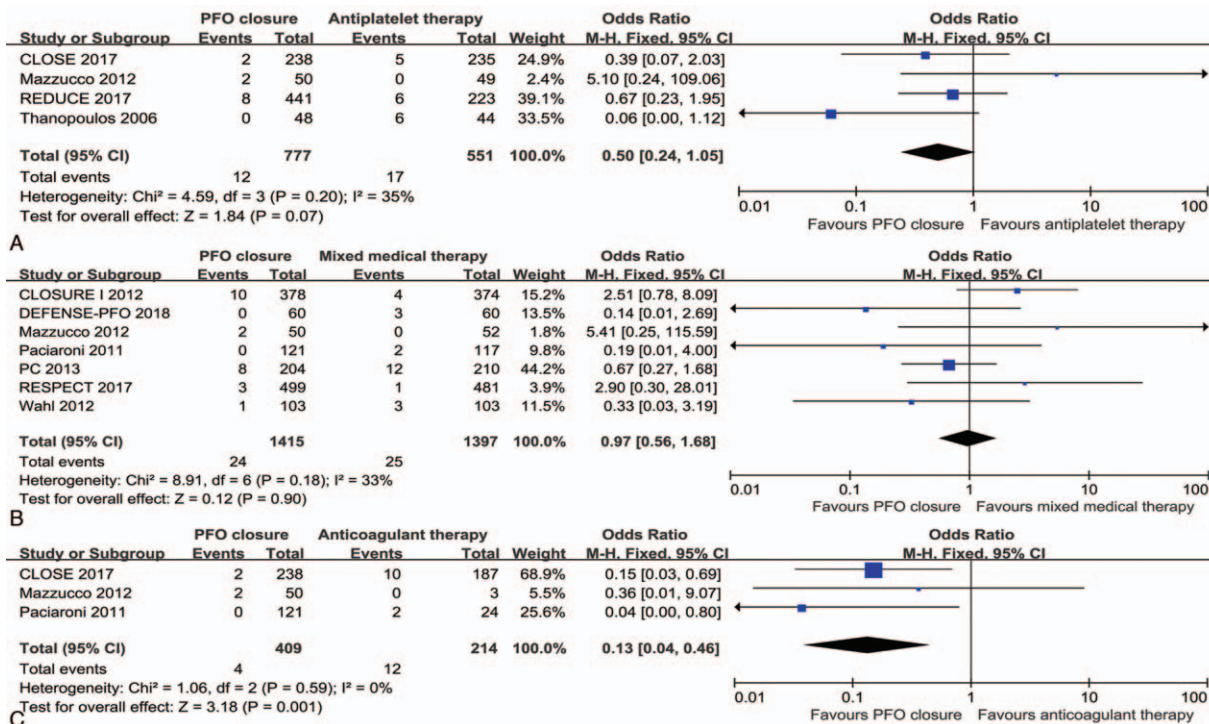 PFO closure Antiplatelet therapy Odds Ratio Odds Ratio
Study or Subgroup Events Total Events Total Weight M-H. Fixed. 95% CI M-H. Fixed. 95% CI
CLOSE 2017 2 238 5 235 24.9% 0.39 [0.07, 2.03]
Mazzucco 2012 2 50 0 49 2.4% 5.10 [0.24, 109.06]
REDUCE 2017 8 441 6 223 39.1% 0.67 [0.23, 1.95]
Thanopoulos 2006 0 48 6 44 33.5% 0.06 [0.00, 1.12]
Total (95% CI) 777 551 100.0% 0.50 [0.24, 1.05]
Total events 12 17
Heterogeneity: Chi² = 4.59, df = 3 (P = 0.20); I² = 35%
Test for overall effect: Z = 1.84 (P = 0.07)
0.01 0.1 1 10 100
Favours PFO closure Favours antiplatelet therapy
A
PFO closure Mixed medical therapy Odds Ratio Odds Ratio
Study or Subgroup Events Total Events Total Weight M-H. Fixed. 95% CI M-H. Fixed. 95% CI
CLOSURE I 2012 10 378 4 374 15.2% 2.51 [0.78, 8.09]
DEFENSE-PFO 2018 0 60 3 60 13.5% 0.14 [0.01, 2.69]
Mazzucco 2012 2 50 0 52 1.8% 5.41 [0.25, 115.59]
Paciaroni 2011 0 121 2 117 9.8% 0.19 [0.01, 4.00]
PC 2013 8 204 12 210 44.2% 0.67 [0.27, 1.68]
RESPECT 2017 3 499 1 481 3.9% 2.90 [0.30, 28.01]
Wahl 2012 1 103 3 103 11.5% 0.33 [0.03, 3.19]
Total (95% CI) 1415 1397 100.0% 0.97 [0.56, 1.68]
Total events 24 25
Heterogeneity: Chi² = 8.91, df = 6 (P = 0.18); I² = 33%
Test for overall effect: Z = 0.12 (P = 0.90)
0.01 0.1 1 10 100
Favours PFO closure Favours mixed medical therapy
B
PFO closure Anticoagulant therapy Odds Ratio Odds Ratio
Study or Subgroup Events Total Events Total Weight M-H. Fixed. 95% CI M-H. Fixed. 95% CI
CLOSE 2017 2 238 10 187 68.9% 0.15 [0.03, 0.69]
Mazzucco 2012 2 50 0 3 5.5% 0.36 [0.01, 9.07]
Paciaroni 2011 0 121 2 24 25.6% 0.04 [0.00, 0.80]
Total (95% CI) 409 214 100.0% 0.13 [0.04, 0.46]
Total events 4 12
Heterogeneity: Chi² = 1.06, df = 2 (P = 0.59); I² = 0%
Test for overall effect: Z = 3.18 (P = 0.001)
0.01 0.1 1 10 100
Favours PFO closure Favours anticoagulant therapy
C